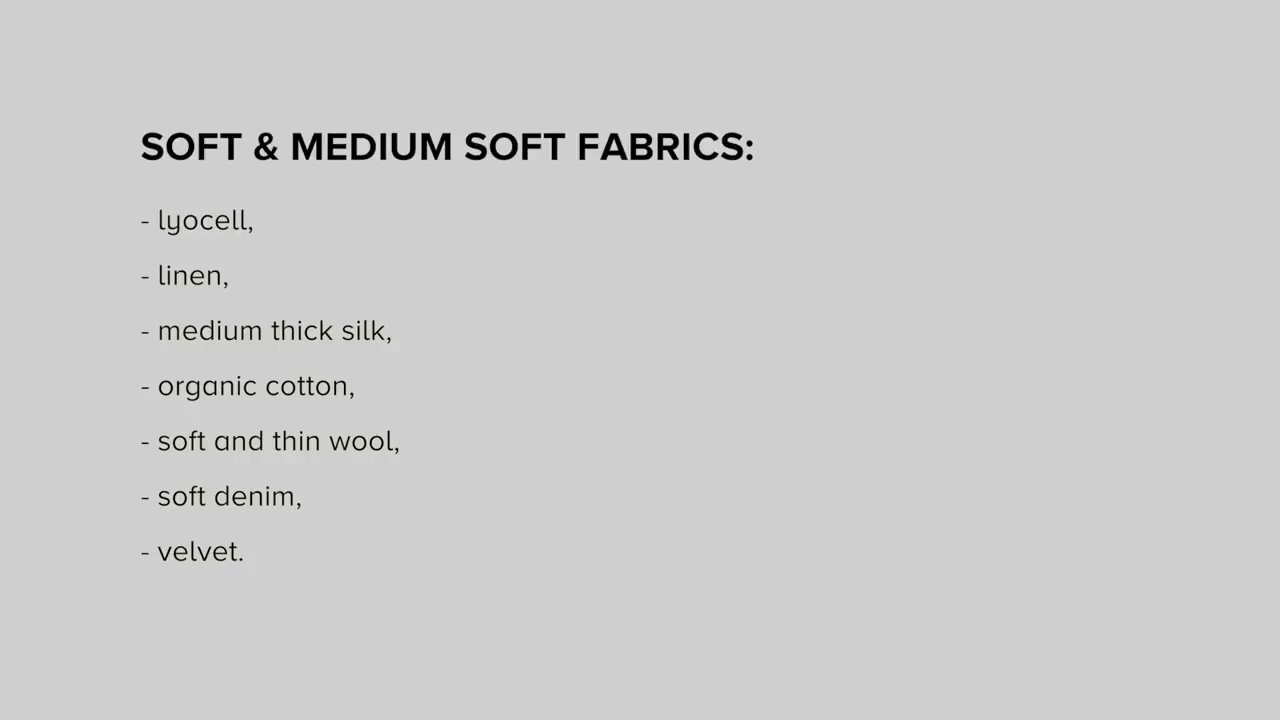 SOFT & MEDIUM SOFT FABRICS:
- lyocell,
- linen,
- medium thick silk,
- organic cotton,
- soft and thin wool,
- soft denim,
- velvet.